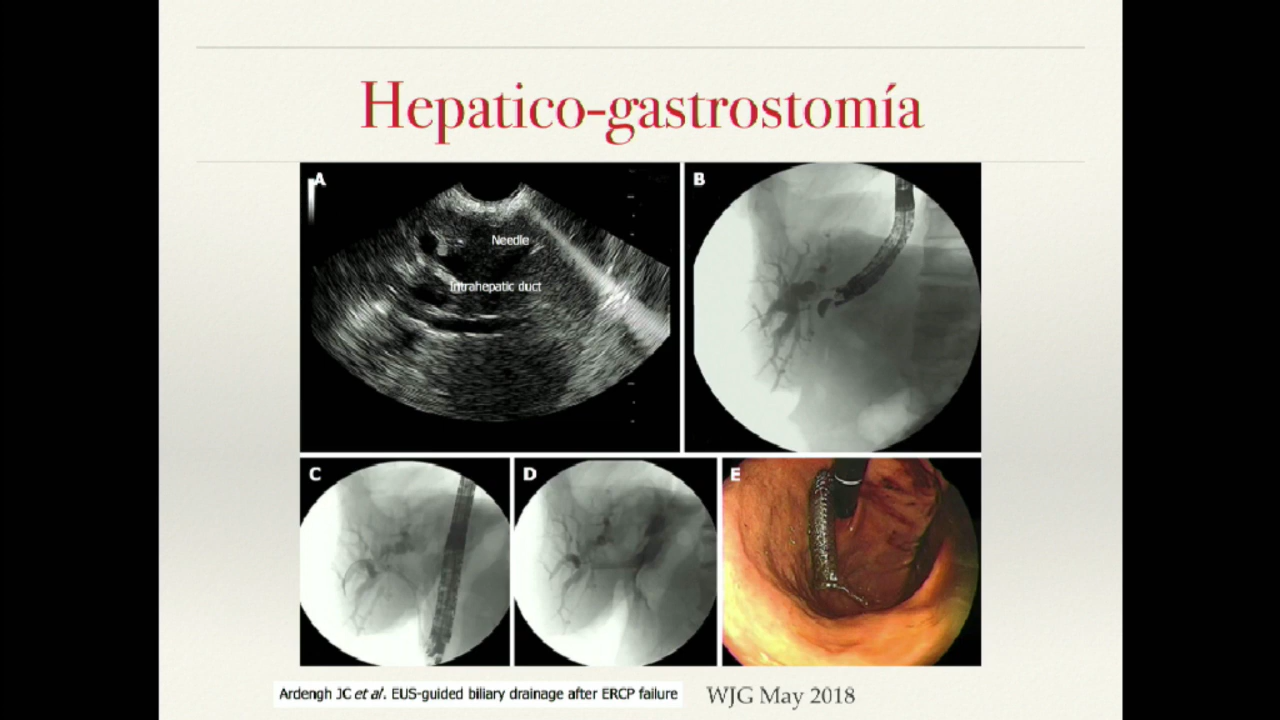 Hepatico-gastrostomía
A
B
Needle
Intrahepatic duct
C
D
E
Ardengh JC et al. EUS-guided biliary drainage after ERCP failure
WJG May 2018